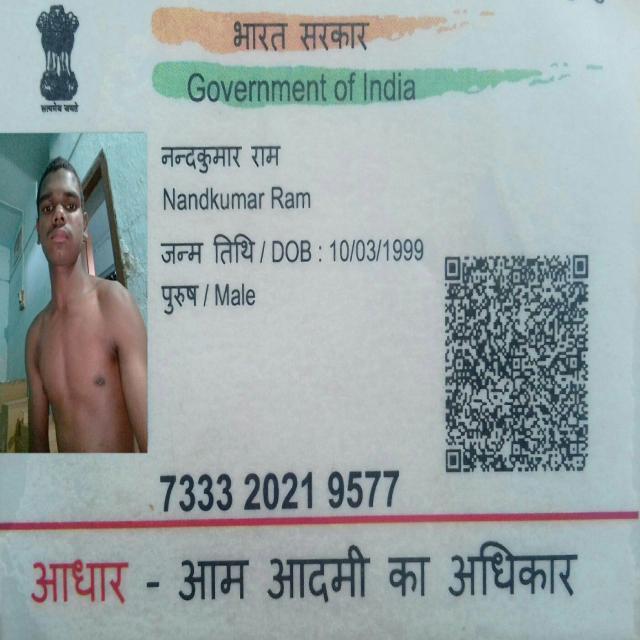 भारत सरकार
Government of India
सत्यमेव जयते
नन्दकुमार राम
Nandkumar Ram
जन्म तिथि / DOB : 10/03/1999
पुरुष / Male
7333 2021 9577
आधार - आम आदमी का अधिकार